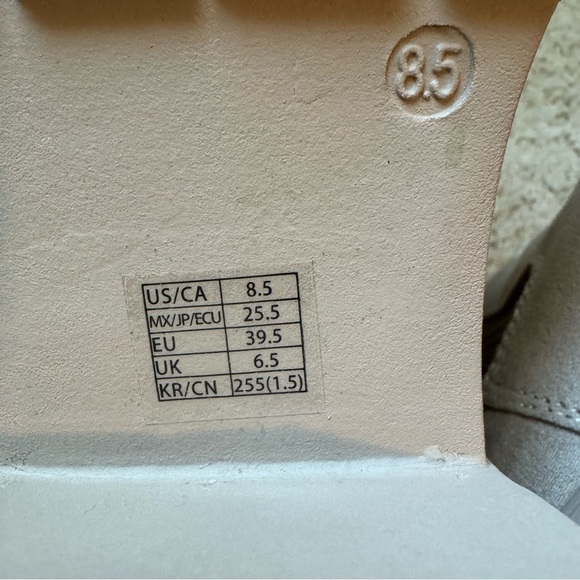 8.5
US/CA 8.5
MX/JP/ECU 25.5
EU 39.5
UK 6.5
KR/CN 255(1.5)